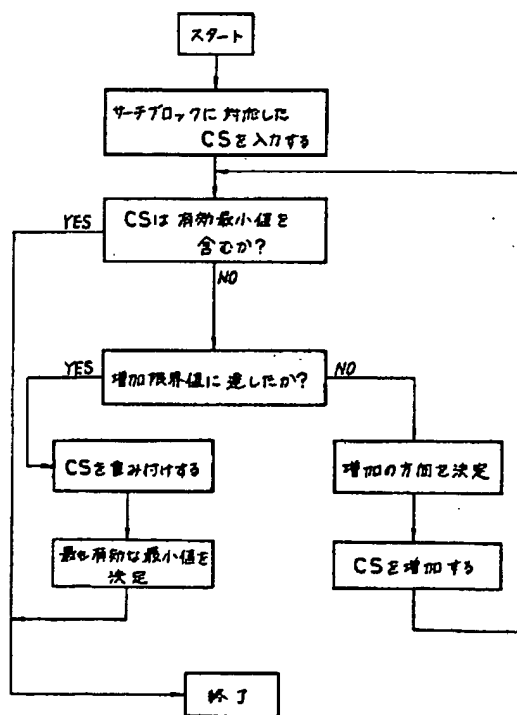 スタート
サーチブロックに対応した
CSを入力する
CSは有効最小値を
含むか?
YES
NO
増加限界値に達したか?
YES
NO
CSを重み付けする
増加の方向を決定
最も有効な最小値を
決定
CSを増加する
終了